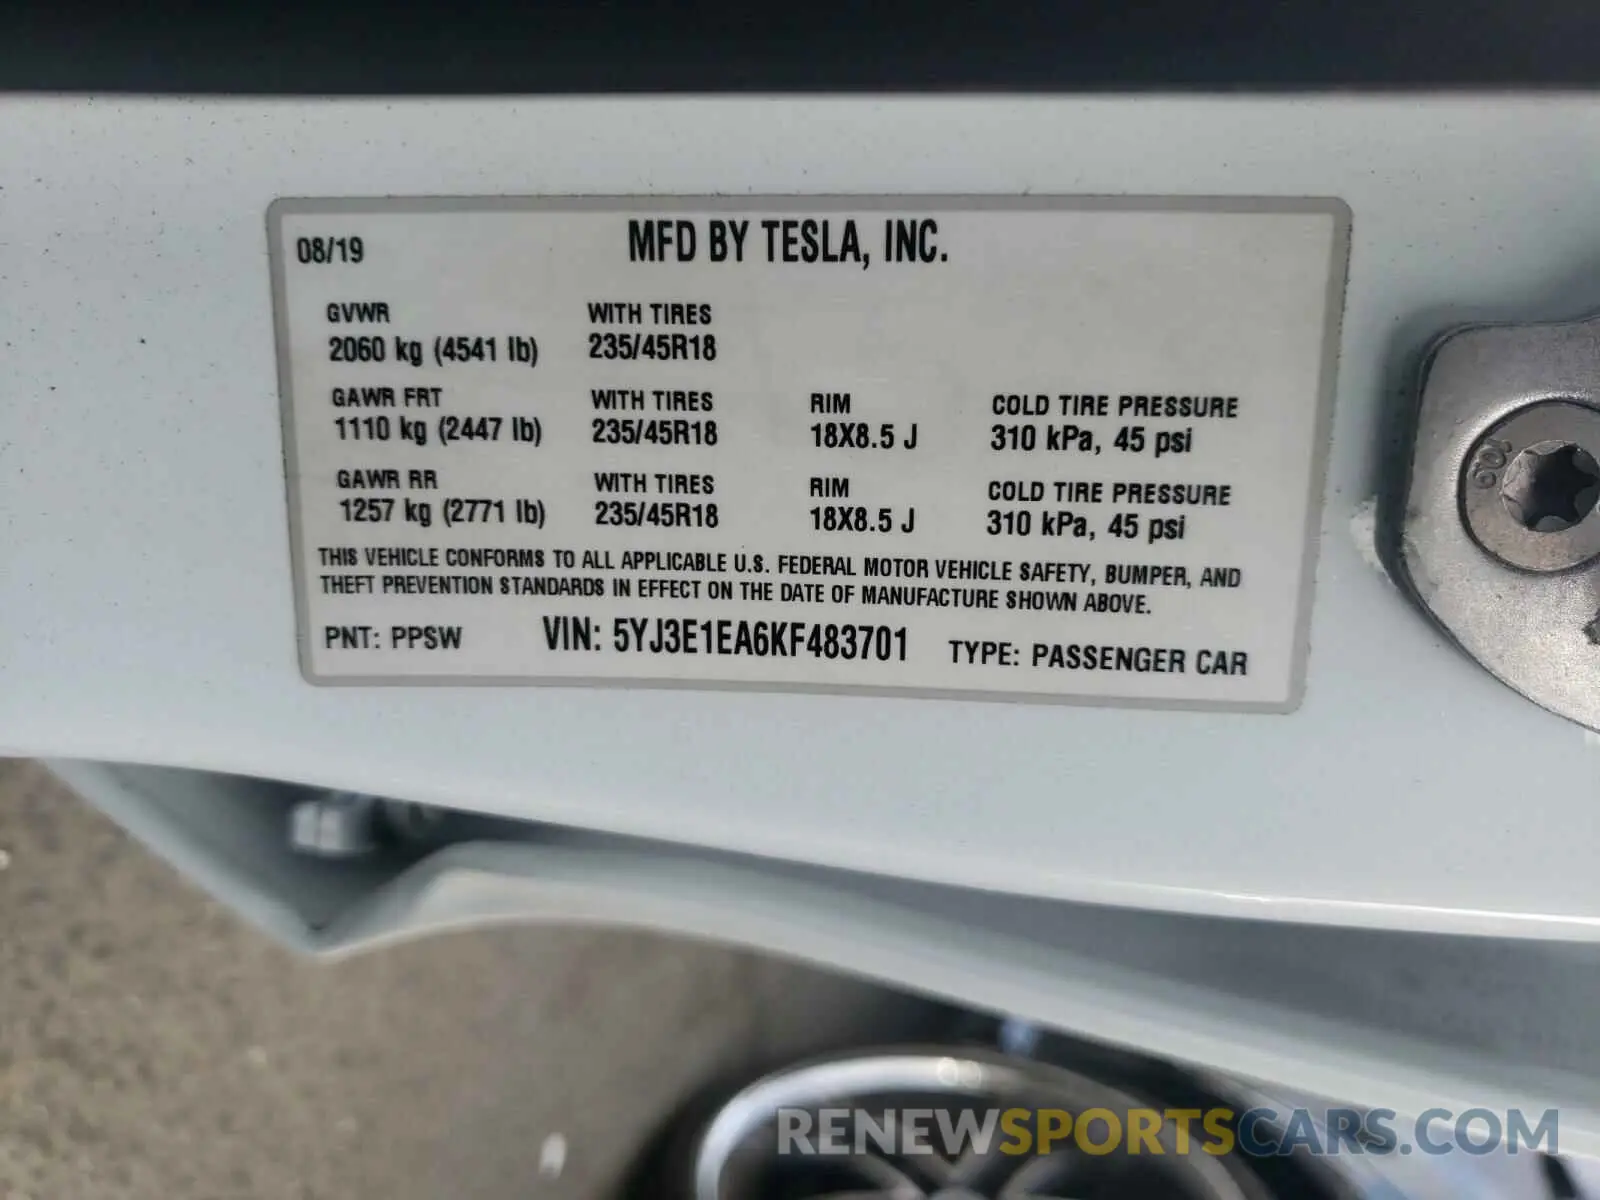 08/19 MFD BY TESLA, INC.
GVWR WITH TIRES
2060 kg (4541 lb) 235/45R18
GAWR FRT WITH TIRES RIM COLD TIRE PRESSURE
1110 kg (2447 lb) 235/45R18 18X8.5 J 310 kPa, 45 psi
GAWR RR WITH TIRES RIM COLD TIRE PRESSURE
1257 kg (2771 lb) 235/45R18 18X8.5 J 310 kPa, 45 psi
THIS VEHICLE CONFORMS TO ALL APPLICABLE U.S. FEDERAL MOTOR VEHICLE SAFETY, BUMPER, AND
THEFT PREVENTION STANDARDS IN EFFECT ON THE DATE OF MANUFACTURE SHOWN ABOVE.
PNT: PPSW VIN: 5YJ3E1EA6KF483701 TYPE: PASSENGER CAR
10.9
RENEWSPORTSCARS.COM